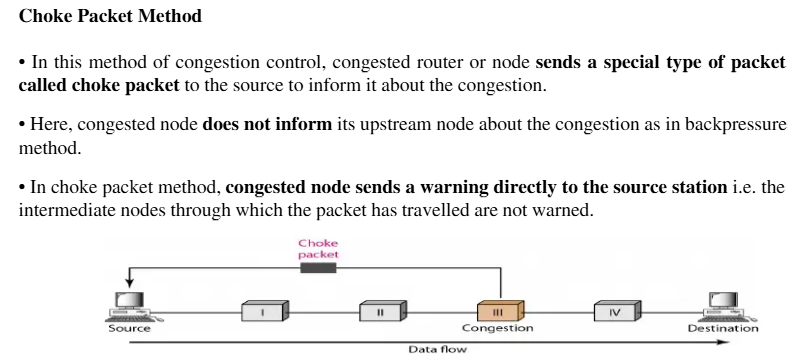 Choke Packet Method
• In this method of congestion control, congested router or node sends a special type of packet
called choke packet to the source to inform it about the congestion.
• Here, congested node does not inform its upstream node about the congestion as in backpressure
method.
• In choke packet method, congested node sends a warning directly to the source station i.e. the
intermediate nodes through which the packet has travelled are not warned.
Choke
packet
I
II
III
IV
Source
Congestion
Destination
Data flow